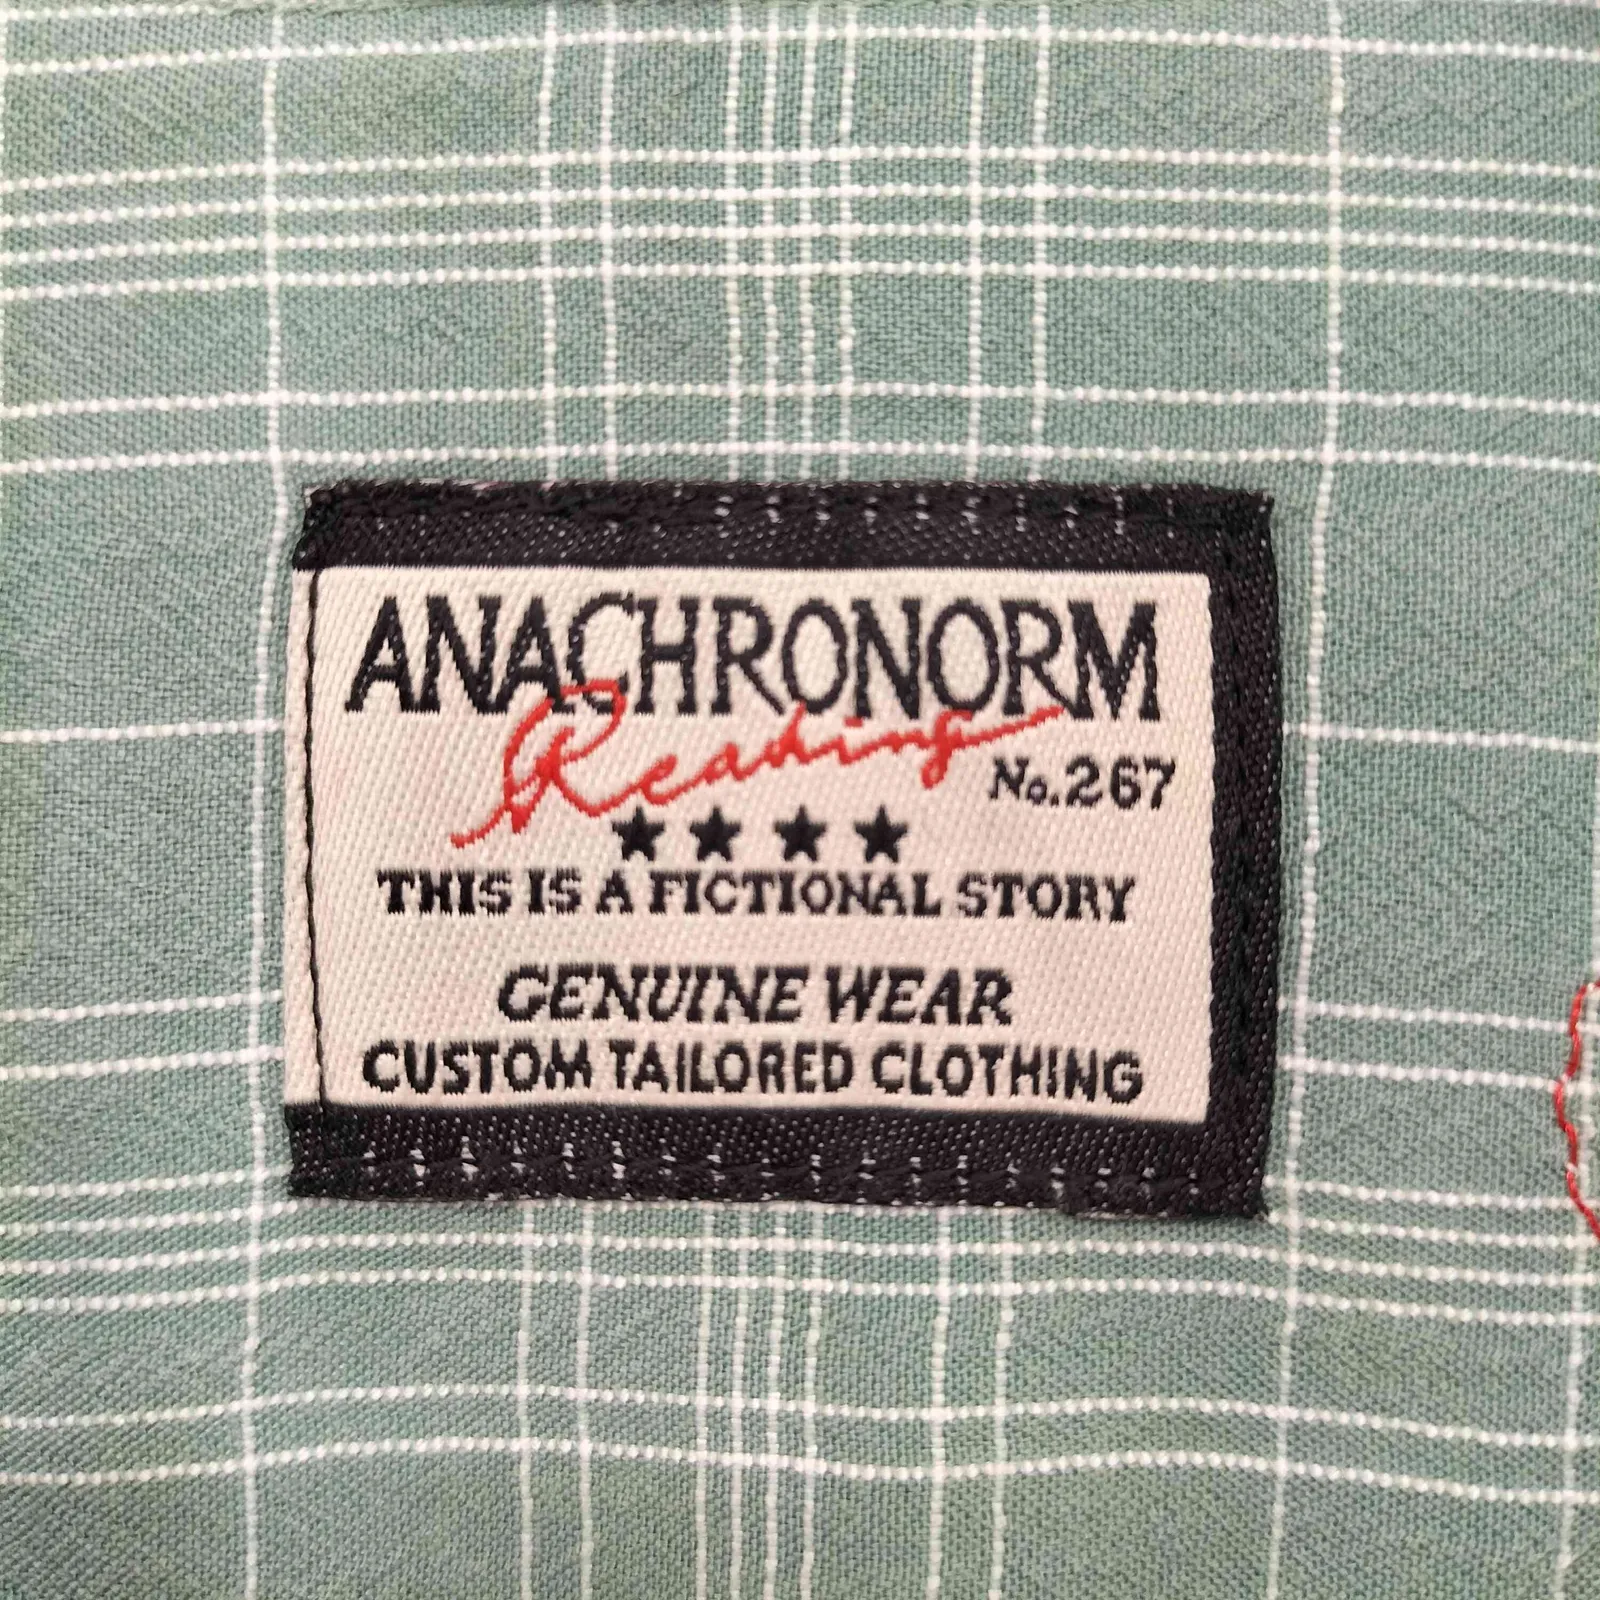 ANACHRONORM
Reading
No.267
THIS IS A FICTIONAL STORY
GENUINE WEAR
CUSTOM TAILORED CLOTHING